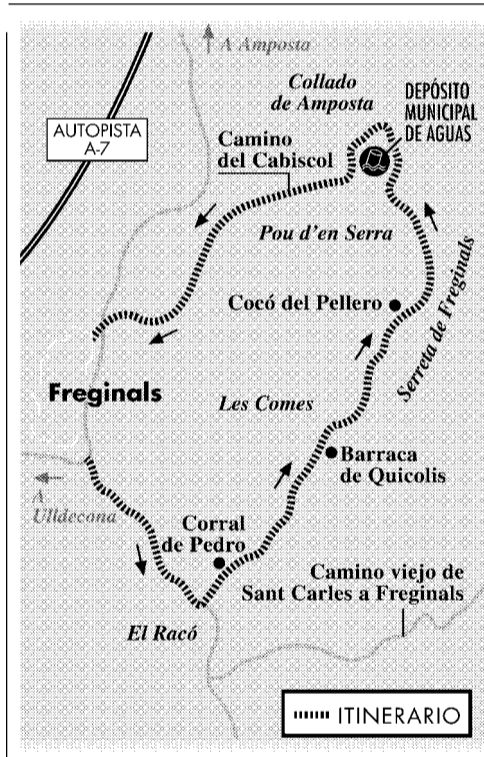 A Amposta
Collado
de Amposta
DEPÓSITO
MUNICIPAL
DE AGUAS
AUTOPISTA
A-7
Camino
del Cabiscol
Pou d'en Serra
Cocó del Pellero
Serreta de Freginals
Freginals
Les Comes
Barraca
de Quicolis
A
Ulldecona
Corral
de Pedro
Camino viejo de
Sant Carles a Freginals
El Racó
ITINERARIO